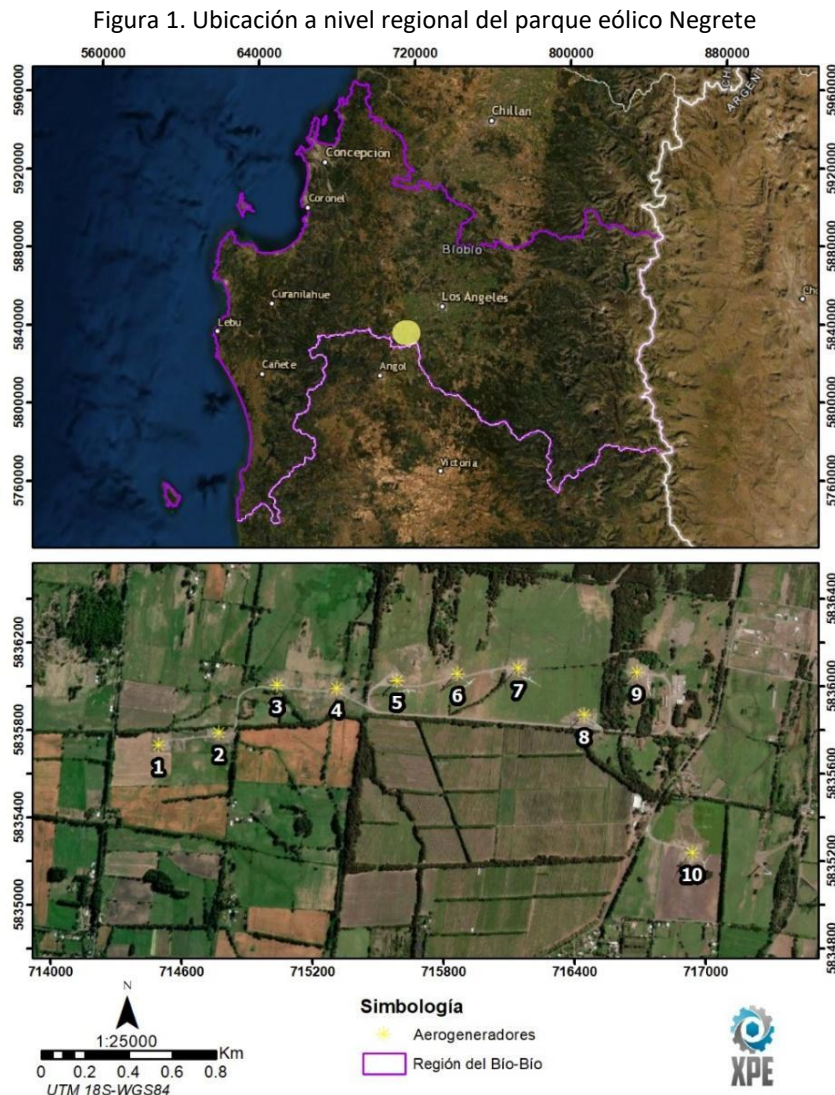 Figura 1. Ubicación a nivel regional del parque eólico Negrete
560000 640000 720000 800000 880000
5960000
5920000
5880000
5840000
5800000
5760000
5960000
5920000
5880000
5840000
5800000
5760000
ARGENT
Chillan
Concepción
Coronel
Bíobío
Curanilahue
Los Angeles
Lebu
Cañete
Angol
Victoria
5836200
5835800
5835400
5835000
5836400
5836000
5835600
5835200
5834800
1
2
3
4
5
6
7
8
9
10
714000 714600 715200 715800 716400 717000
N
1:25000
Km
0 0.2 0.4 0.6 0.8
UTM 18S-WGS84
Simbología
Aerogeneradores
Región del Bío-Bío
XPE